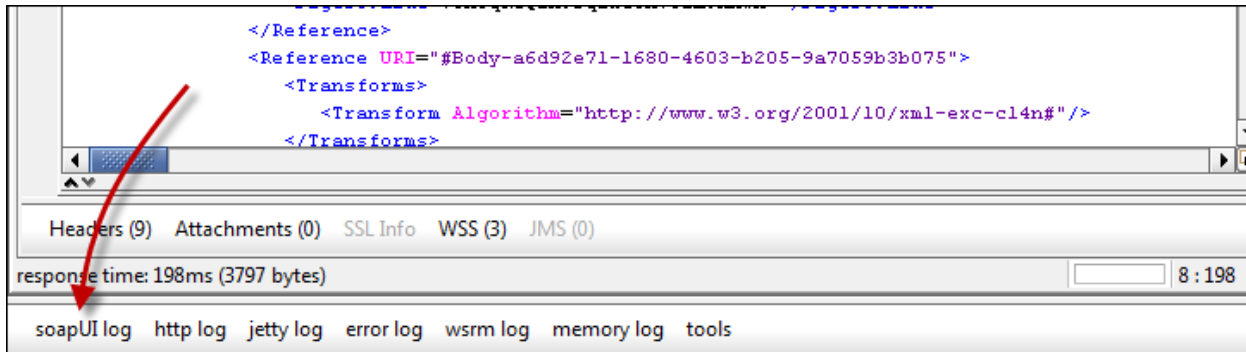 </Reference>
<Reference URI="#Body-a6d92e71-1680-4603-b205-9a7059b3b075">
<Transforms>
<Transform Algorithm="http://www.w3.org/2001/10/xml-exc-c14n#"/>
</Transforms>
Headers (9) Attachments (0) SSL Info WSS (3) JMS (0)
response time: 198ms (3797 bytes) 8 : 198
soapUI log http log jetty log error log wsrm log memory log tools